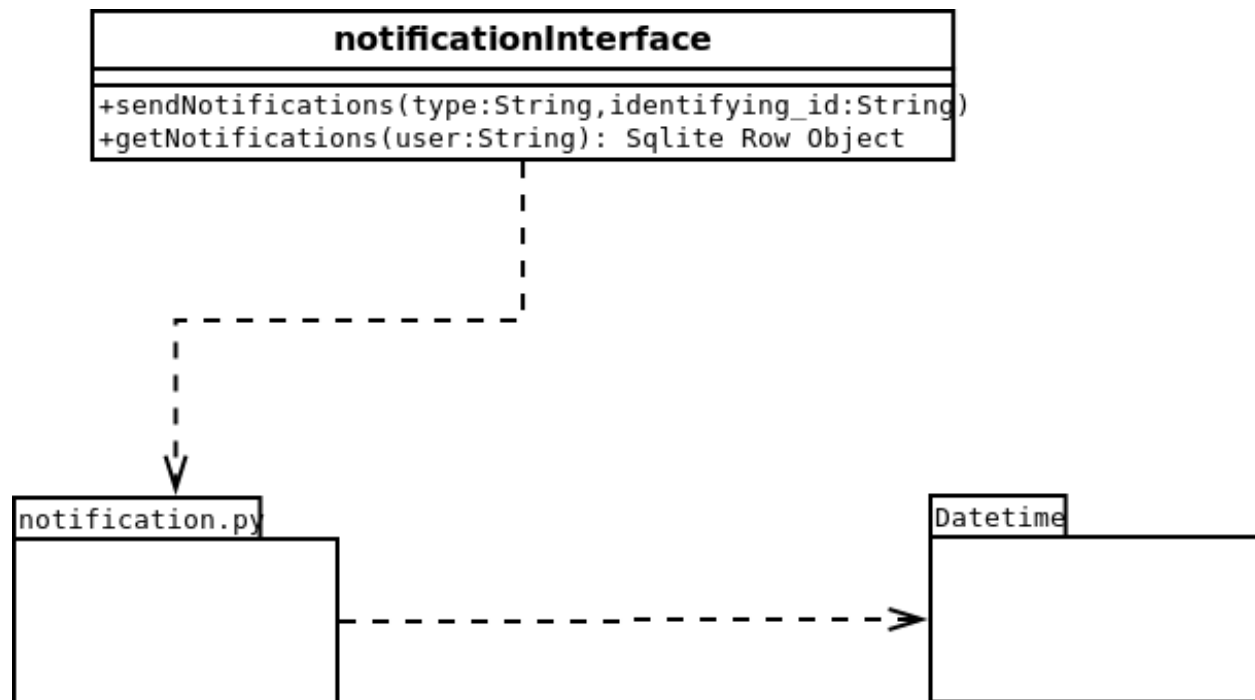 notificationInterface
+sendNotifications(type:String,identifying_id:String)
+getNotifications(user:String): Sqlite Row Object
notification.py
Datetime